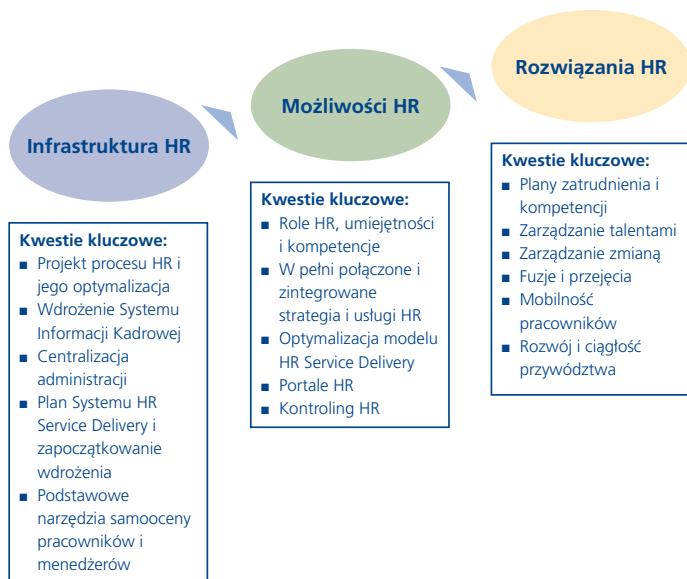 Infrastruktura HR
Kwestie kluczowe:
■ Projekt procesu HR i
jego optymalizacja
■ Wdrożenie Systemu
Informacji Kadrowej
■ Centralizacja
administracji
■ Plan Systemu HR
Service Delivery i
zapoczątkowanie
wdrożenia
■ Podstawowe
narzędzia samooceny
pracowników i
menedżerów
Możliwości HR
Kwestie kluczowe:
■ Role HR, umiejętności
i kompetencje
■ W pełni połączone i
zintegrowane
strategia i usługi HR
■ Optymalizacja modelu
HR Service Delivery
■ Portale HR
■ Kontroling HR
Rozwiązania HR
Kwestie kluczowe:
■ Plany zatrudnienia i
kompetencji
■ Zarządzanie talentami
■ Zarządzanie zmianą
■ Fuzje i przejęcia
■ Mobilność
pracowników
■ Rozwój i ciągłość
przywództwa